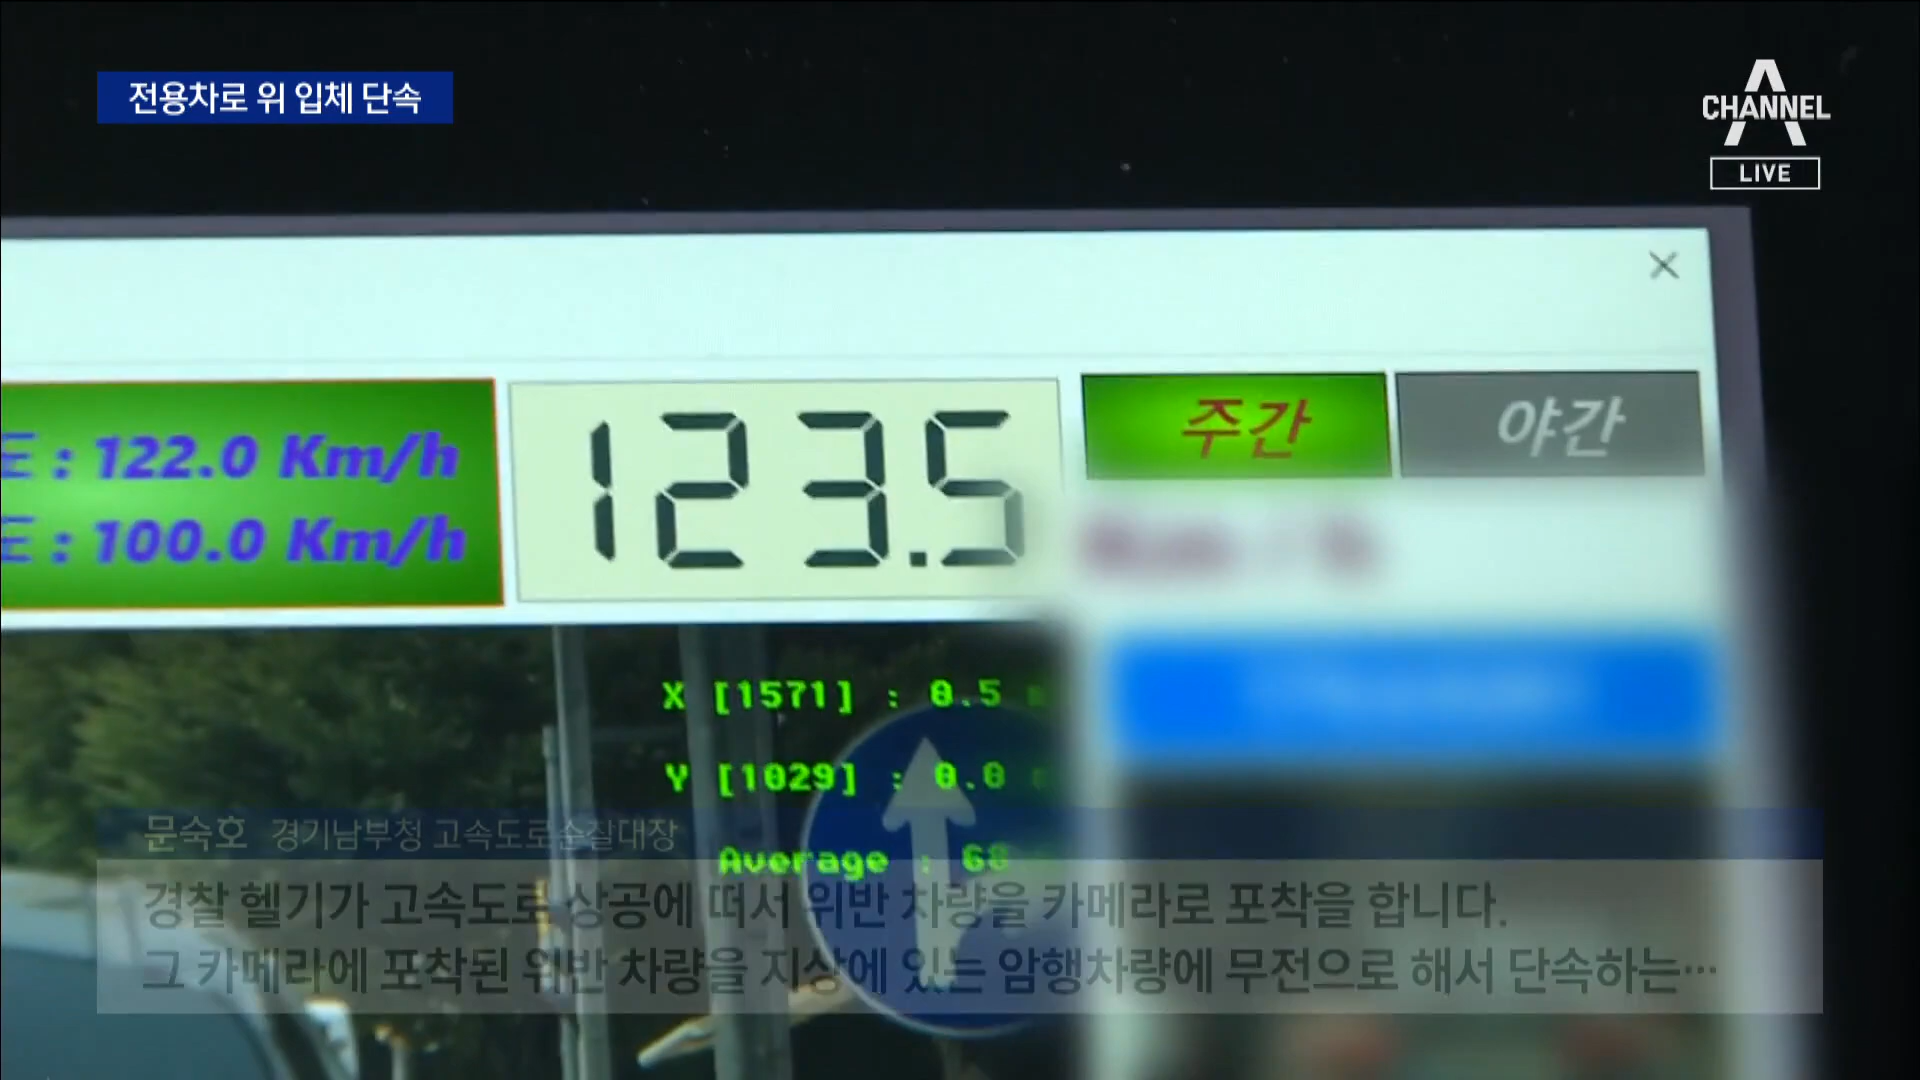 전용차로 위 입체 단속
CHANNEL A
LIVE
: 122.0 Km/h
: 100.0 Km/h
123.5
주간
야간
X [1571] : 0.5
Y [1029] : 0.0
Average : 68
문숙호 경기남부청 고속도로순찰대장
경찰 헬기가 고속도로 상공에 떠서 위반 차량을 카메라로 포착을 합니다.
그 카메라에 포착된 위반 차량을 지상에 있는 암행차량에 무전으로 해서 단속하는…